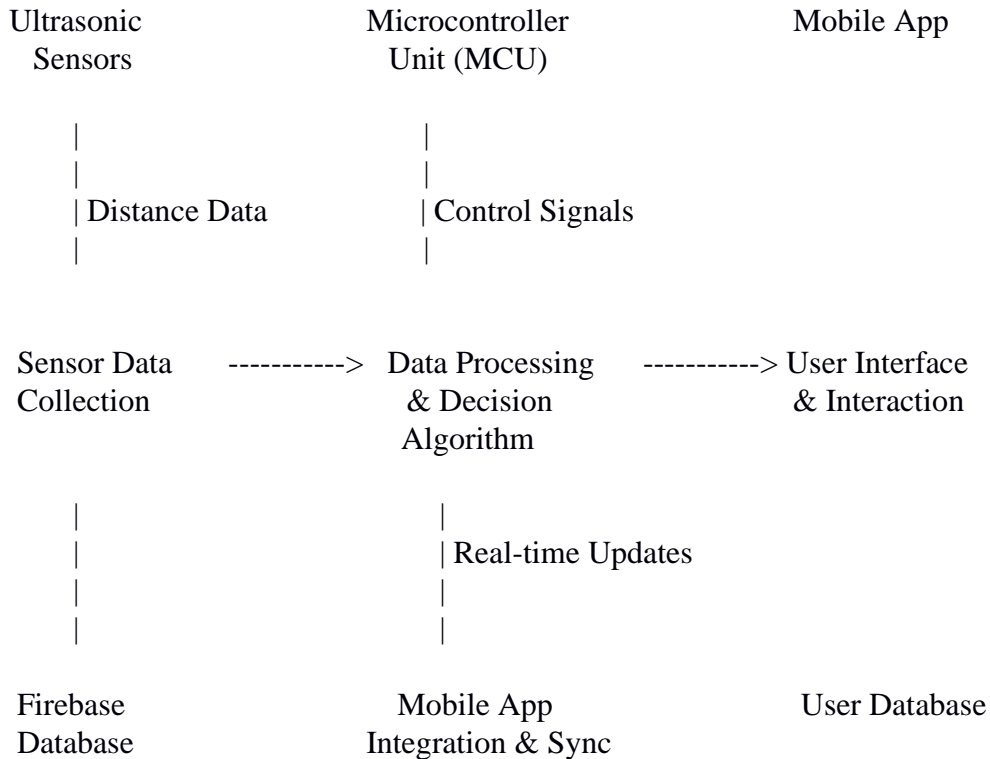 Ultrasonic Microcontroller Mobile App
Sensors Unit (MCU)
| |
| |
| Distance Data | Control Signals
| |
Sensor Data -----------> Data Processing -----------> User Interface
Collection & Decision & Interaction
Algorithm
| |
| | Real-time Updates
| |
| |
Firebase Mobile App User Database
Database Integration & Sync